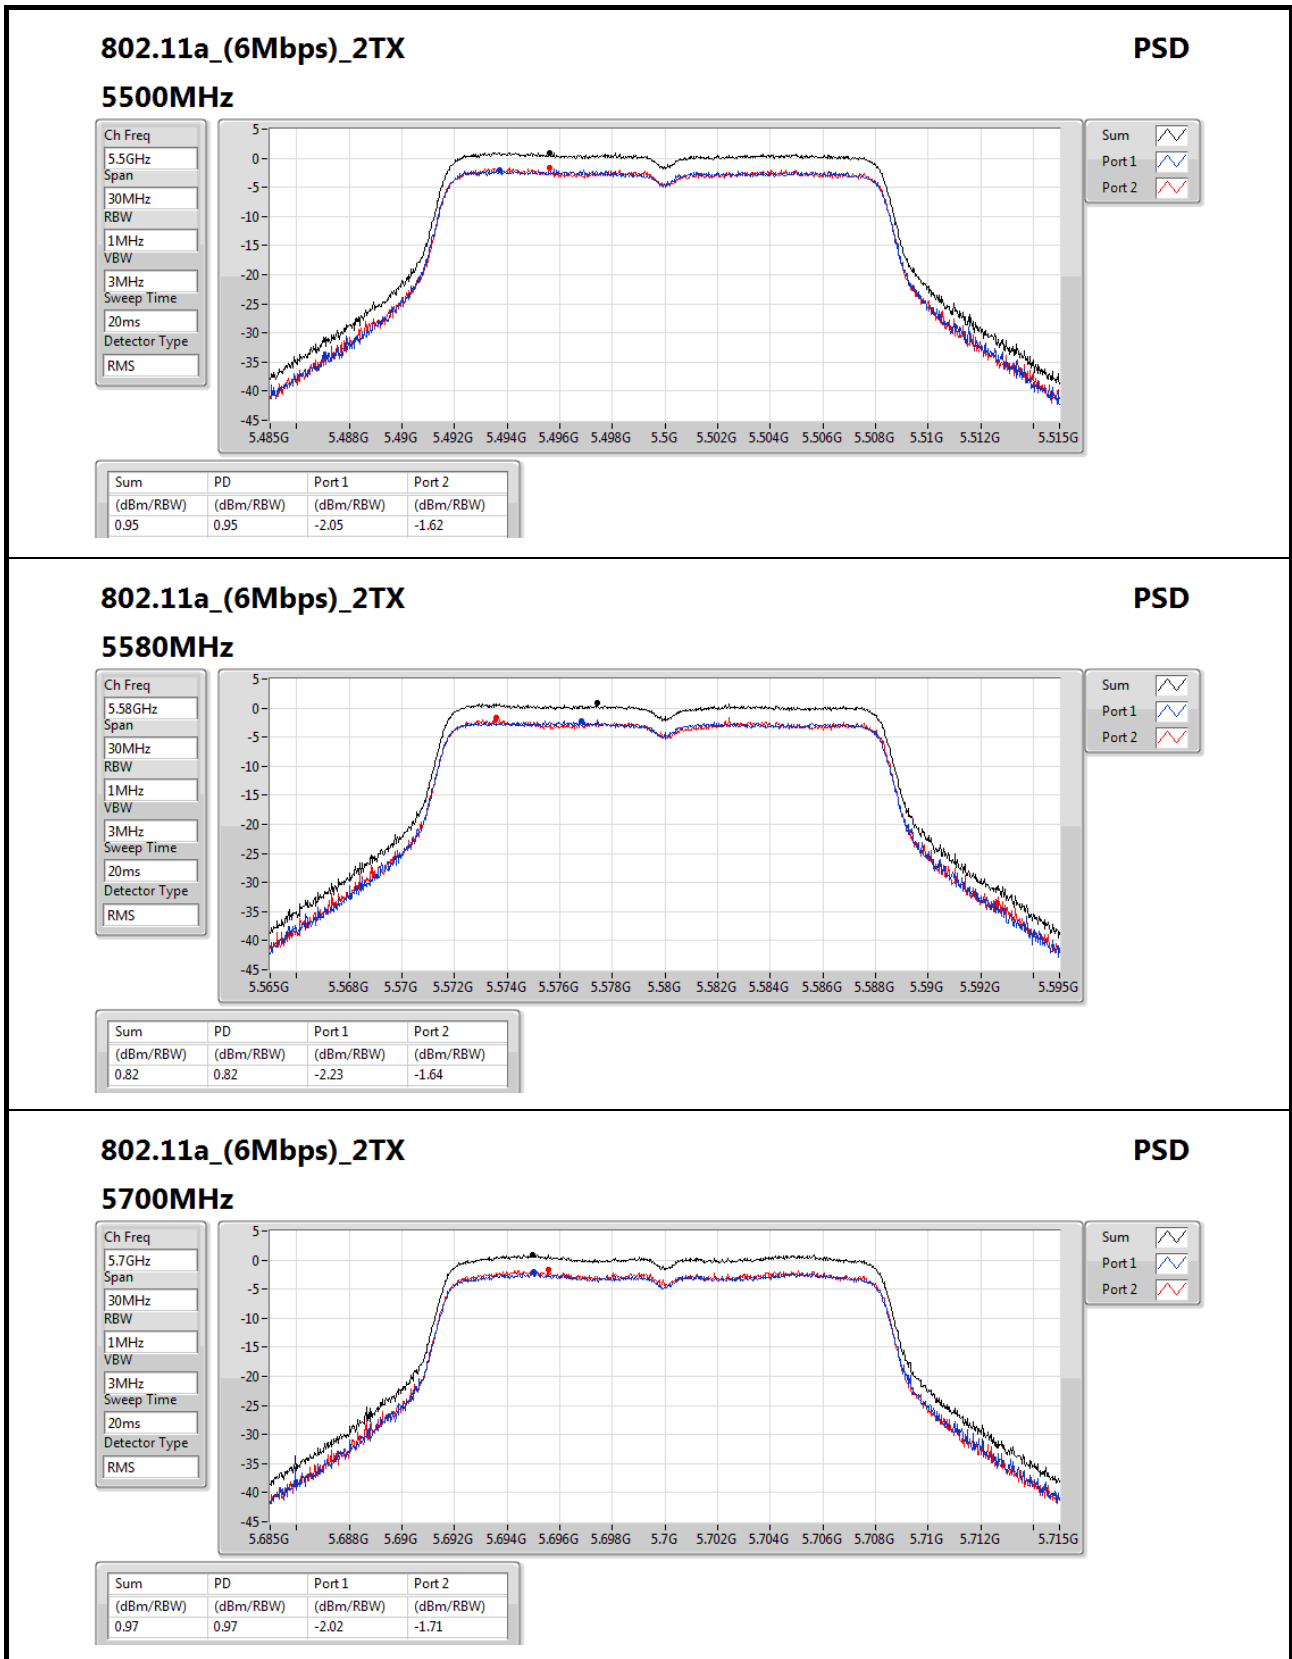 802.11a_(6Mbps)_2TX PSD
5500MHz
Ch Freq
5.5GHz
Span
30MHz
RBW
1MHz
VBW
3MHz
Sweep Time
20ms
Detector Type
RMS
5
0
-5
-10
-15
-20
-25
-30
-35
-40
-45
5.485G 5.488G 5.49G 5.492G 5.494G 5.496G 5.498G 5.5G 5.502G 5.504G 5.506G 5.508G 5.51G 5.512G 5.515G
Sum
Port 1
Port 2
Sum PD Port 1 Port 2
(dBm/RBW) (dBm/RBW) (dBm/RBW) (dBm/RBW)
0.95 0.95 -2.05 -1.62
802.11a_(6Mbps)_2TX PSD
5580MHz
Ch Freq
5.58GHz
Span
30MHz
RBW
1MHz
VBW
3MHz
Sweep Time
20ms
Detector Type
RMS
5
0
-5
-10
-15
-20
-25
-30
-35
-40
-45
5.565G 5.568G 5.57G 5.572G 5.574G 5.576G 5.578G 5.58G 5.582G 5.584G 5.586G 5.588G 5.59G 5.592G 5.595G
Sum
Port 1
Port 2
Sum PD Port 1 Port 2
(dBm/RBW) (dBm/RBW) (dBm/RBW) (dBm/RBW)
0.82 0.82 -2.23 -1.64
802.11a_(6Mbps)_2TX PSD
5700MHz
Ch Freq
5.7GHz
Span
30MHz
RBW
1MHz
VBW
3MHz
Sweep Time
20ms
Detector Type
RMS
5
0
-5
-10
-15
-20
-25
-30
-35
-40
-45
5.685G 5.688G 5.69G 5.692G 5.694G 5.696G 5.698G 5.7G 5.702G 5.704G 5.706G 5.708G 5.71G 5.712G 5.715G
Sum
Port 1
Port 2
Sum PD Port 1 Port 2
(dBm/RBW) (dBm/RBW) (dBm/RBW) (dBm/RBW)
0.97 0.97 -2.02 -1.71